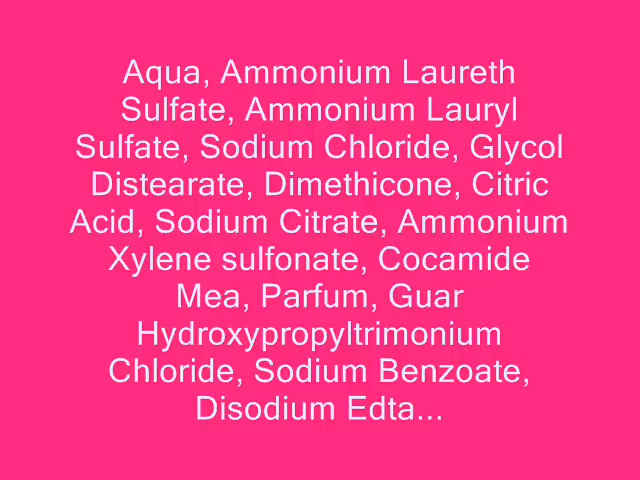 Aqua, Ammonium Laureth
Sulfate, Ammonium Lauryl
Sulfate, Sodium Chloride, Glycol
Distearate, Dimethicone, Citric
Acid, Sodium Citrate, Ammonium
Xylene sulfonate, Cocamide
Mea, Parfum, Guar
Hydroxypropyltrimonium
Chloride, Sodium Benzoate,
Disodium Edta...